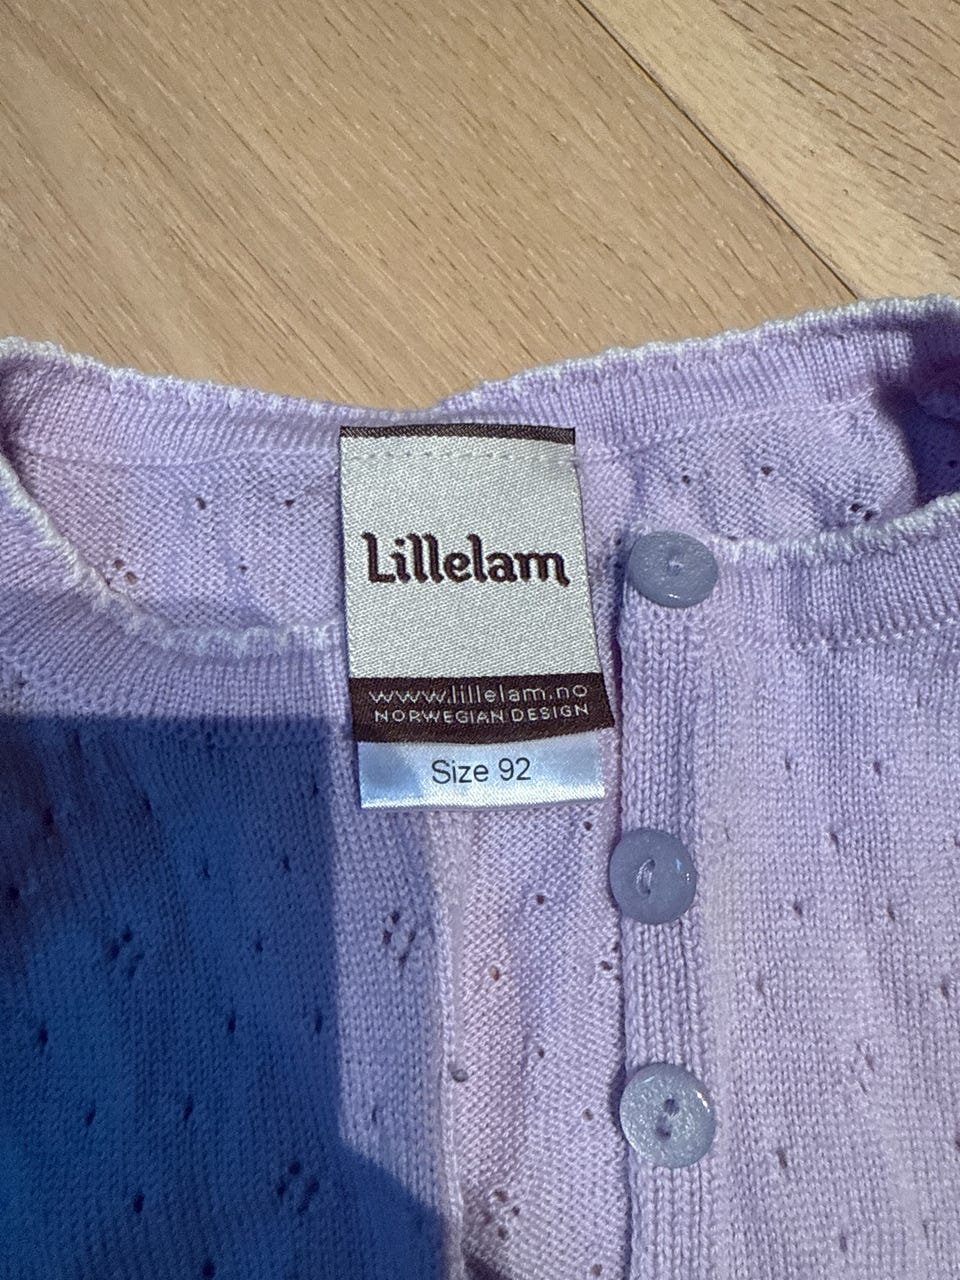 Lillelam
www.lillelam.no
NORWEGIAN DESIGN
Size 92